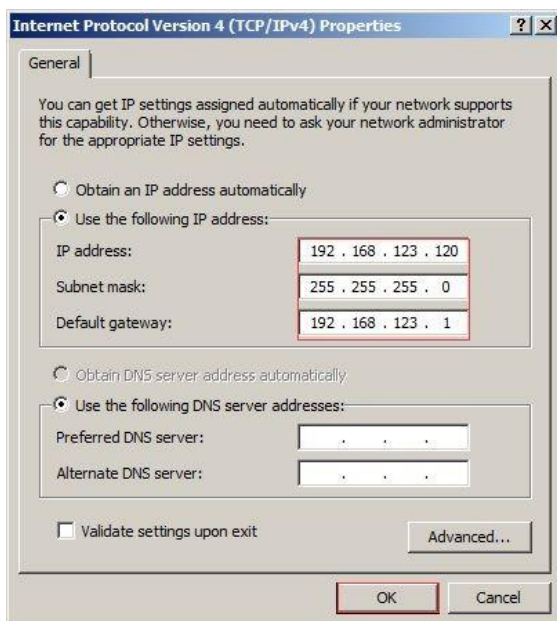 Internet Protocol Version 4 (TCP/IPv4) Properties
General
You can get IP settings assigned automatically if your network supports
this capability. Otherwise, you need to ask your network administrator
for the appropriate IP settings.
Obtain an IP address automatically
Use the following IP address:
IP address: 192 . 168 . 123 . 120
Subnet mask: 255 . 255 . 255 . 0
Default gateway: 192 . 168 . 123 . 1
Obtain DNS server address automatically
Use the following DNS server addresses:
Preferred DNS server: . . .
Alternate DNS server: . . .
Validate settings upon exit
Advanced...
OK Cancel